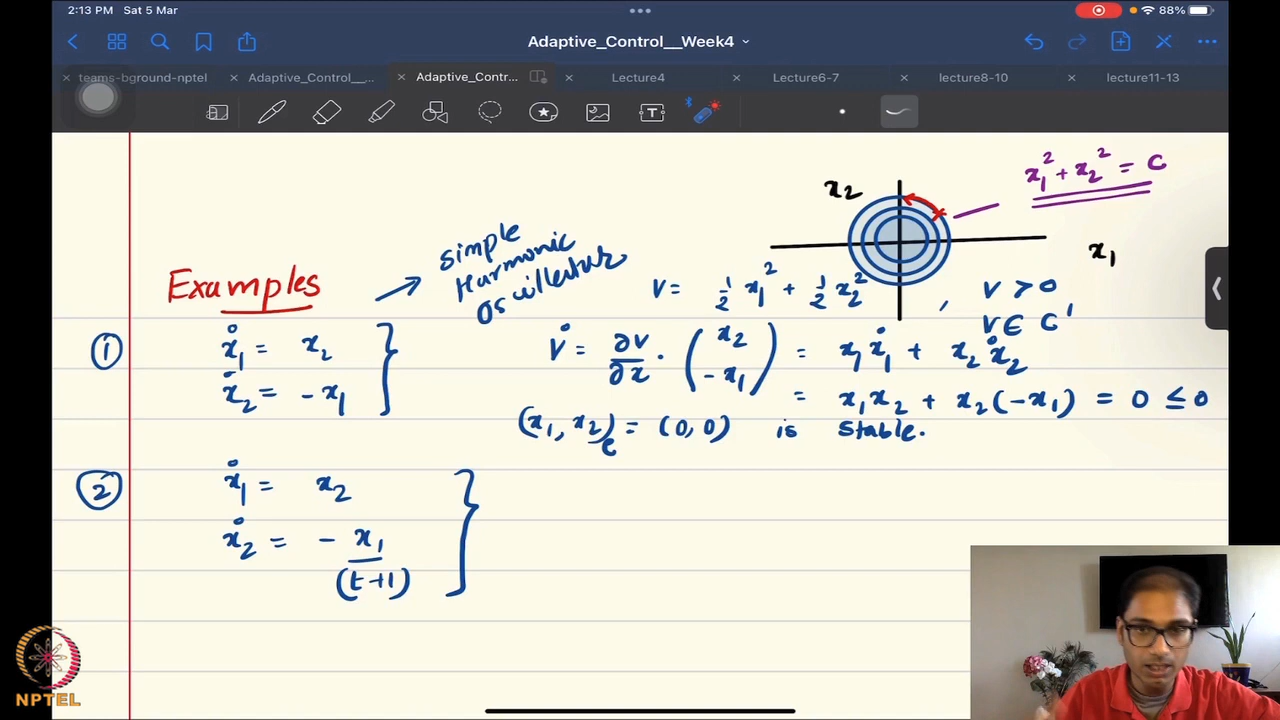 2:13 PM Sat 5 Mar
88%
Adaptive_Control__Week4
teams-bground-nptel
Adaptive_Control__...
Adaptive_Contr...
Lecture4
Lecture6-7
lecture8-10
lecture11-13
x₁² + x₂² = C
x₂
x₁
Examples
simple
Harmonic
Oscillator
V = ½ x₁² + ½ x₂² , V > 0
V ∈ C¹
① ẋ₁ = x₂
ẋ₂ = -x₁
V̇ = ∂V/∂x · (x₂ -x₁) = x₁ẋ₁ + x₂ẋ₂
= x₁x₂ + x₂(-x₁) = 0 ≤ 0
(x₁, x₂)e = (0, 0) is stable.
② ẋ₁ = x₂
ẋ₂ = - x₁/(t+1)
NPTEL